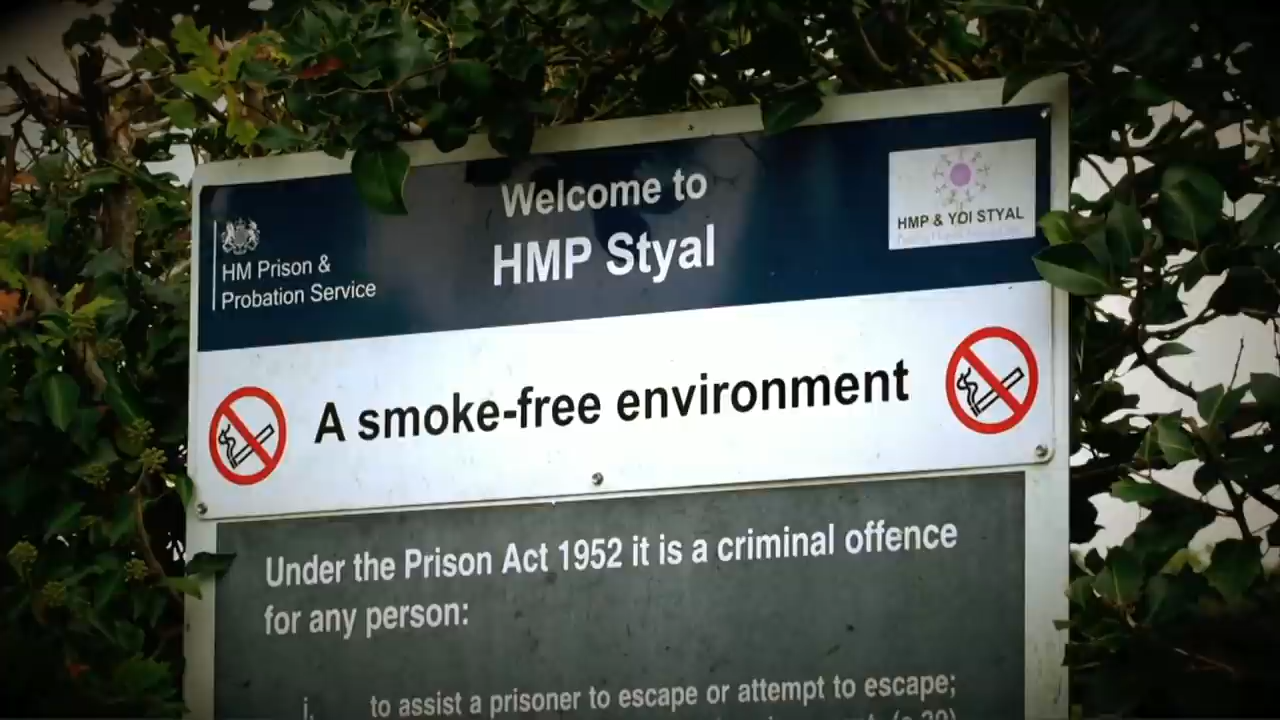 Welcome to
HMP Styal
HM Prison &
Probation Service
HMP & YOI STYAL
A smoke-free environment
Under the Prison Act 1952 it is a criminal offence
for any person:
i. to assist a prisoner to escape or attempt to escape;